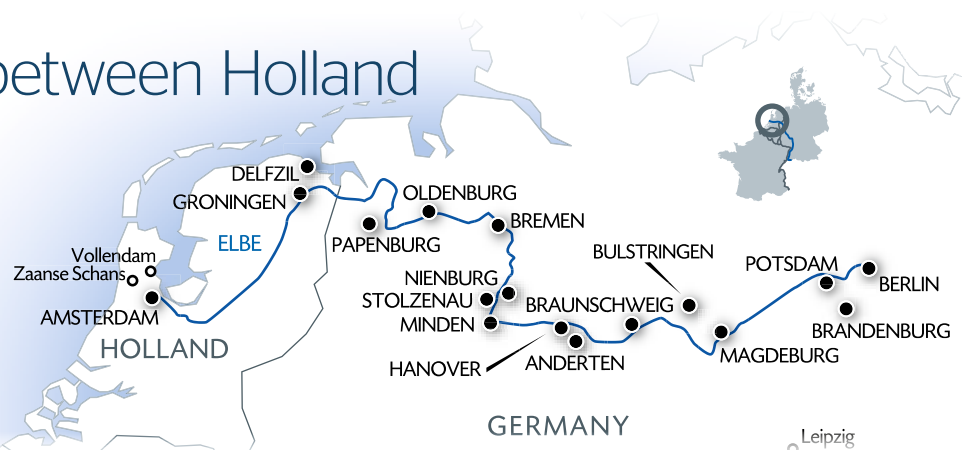 between Holland
DELFZIL
GRONINGEN
OLDENBURG
BREMEN
PAPENBURG
ELBE
Vollendam
Zaanse Schans
AMSTERDAM
HOLLAND
NIENBURG
STOLZENAU
MINDEN
HANOVER
BRAUNSCHWEIG
ANDERTEN
BULSTRINGEN
MAGDEBURG
POTSDAM
BERLIN
BRANDENBURG
GERMANY
Leipzig